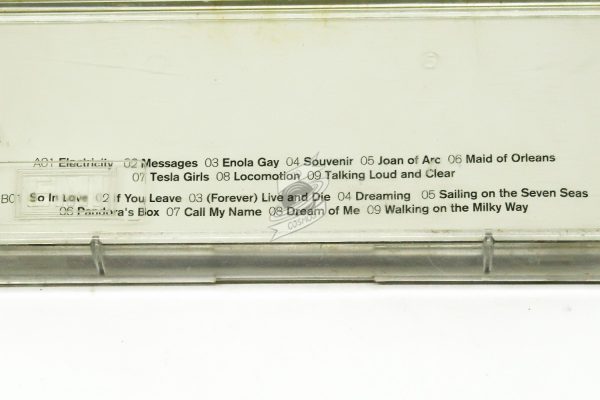 A01 Electricity 02 Messages 03 Enola Gay 04 Souvenir 05 Joan of Arc 06 Maid of Orleans
07 Tesla Girls 08 Locomotion 09 Talking Loud and Clear
B01 So In Love 02 If You Leave 03 (Forever) Live and Die 04 Dreaming 05 Sailing on the Seven Seas
06 Pandora's Box 07 Call My Name 08 Dream of Me 09 Walking on the Milky Way